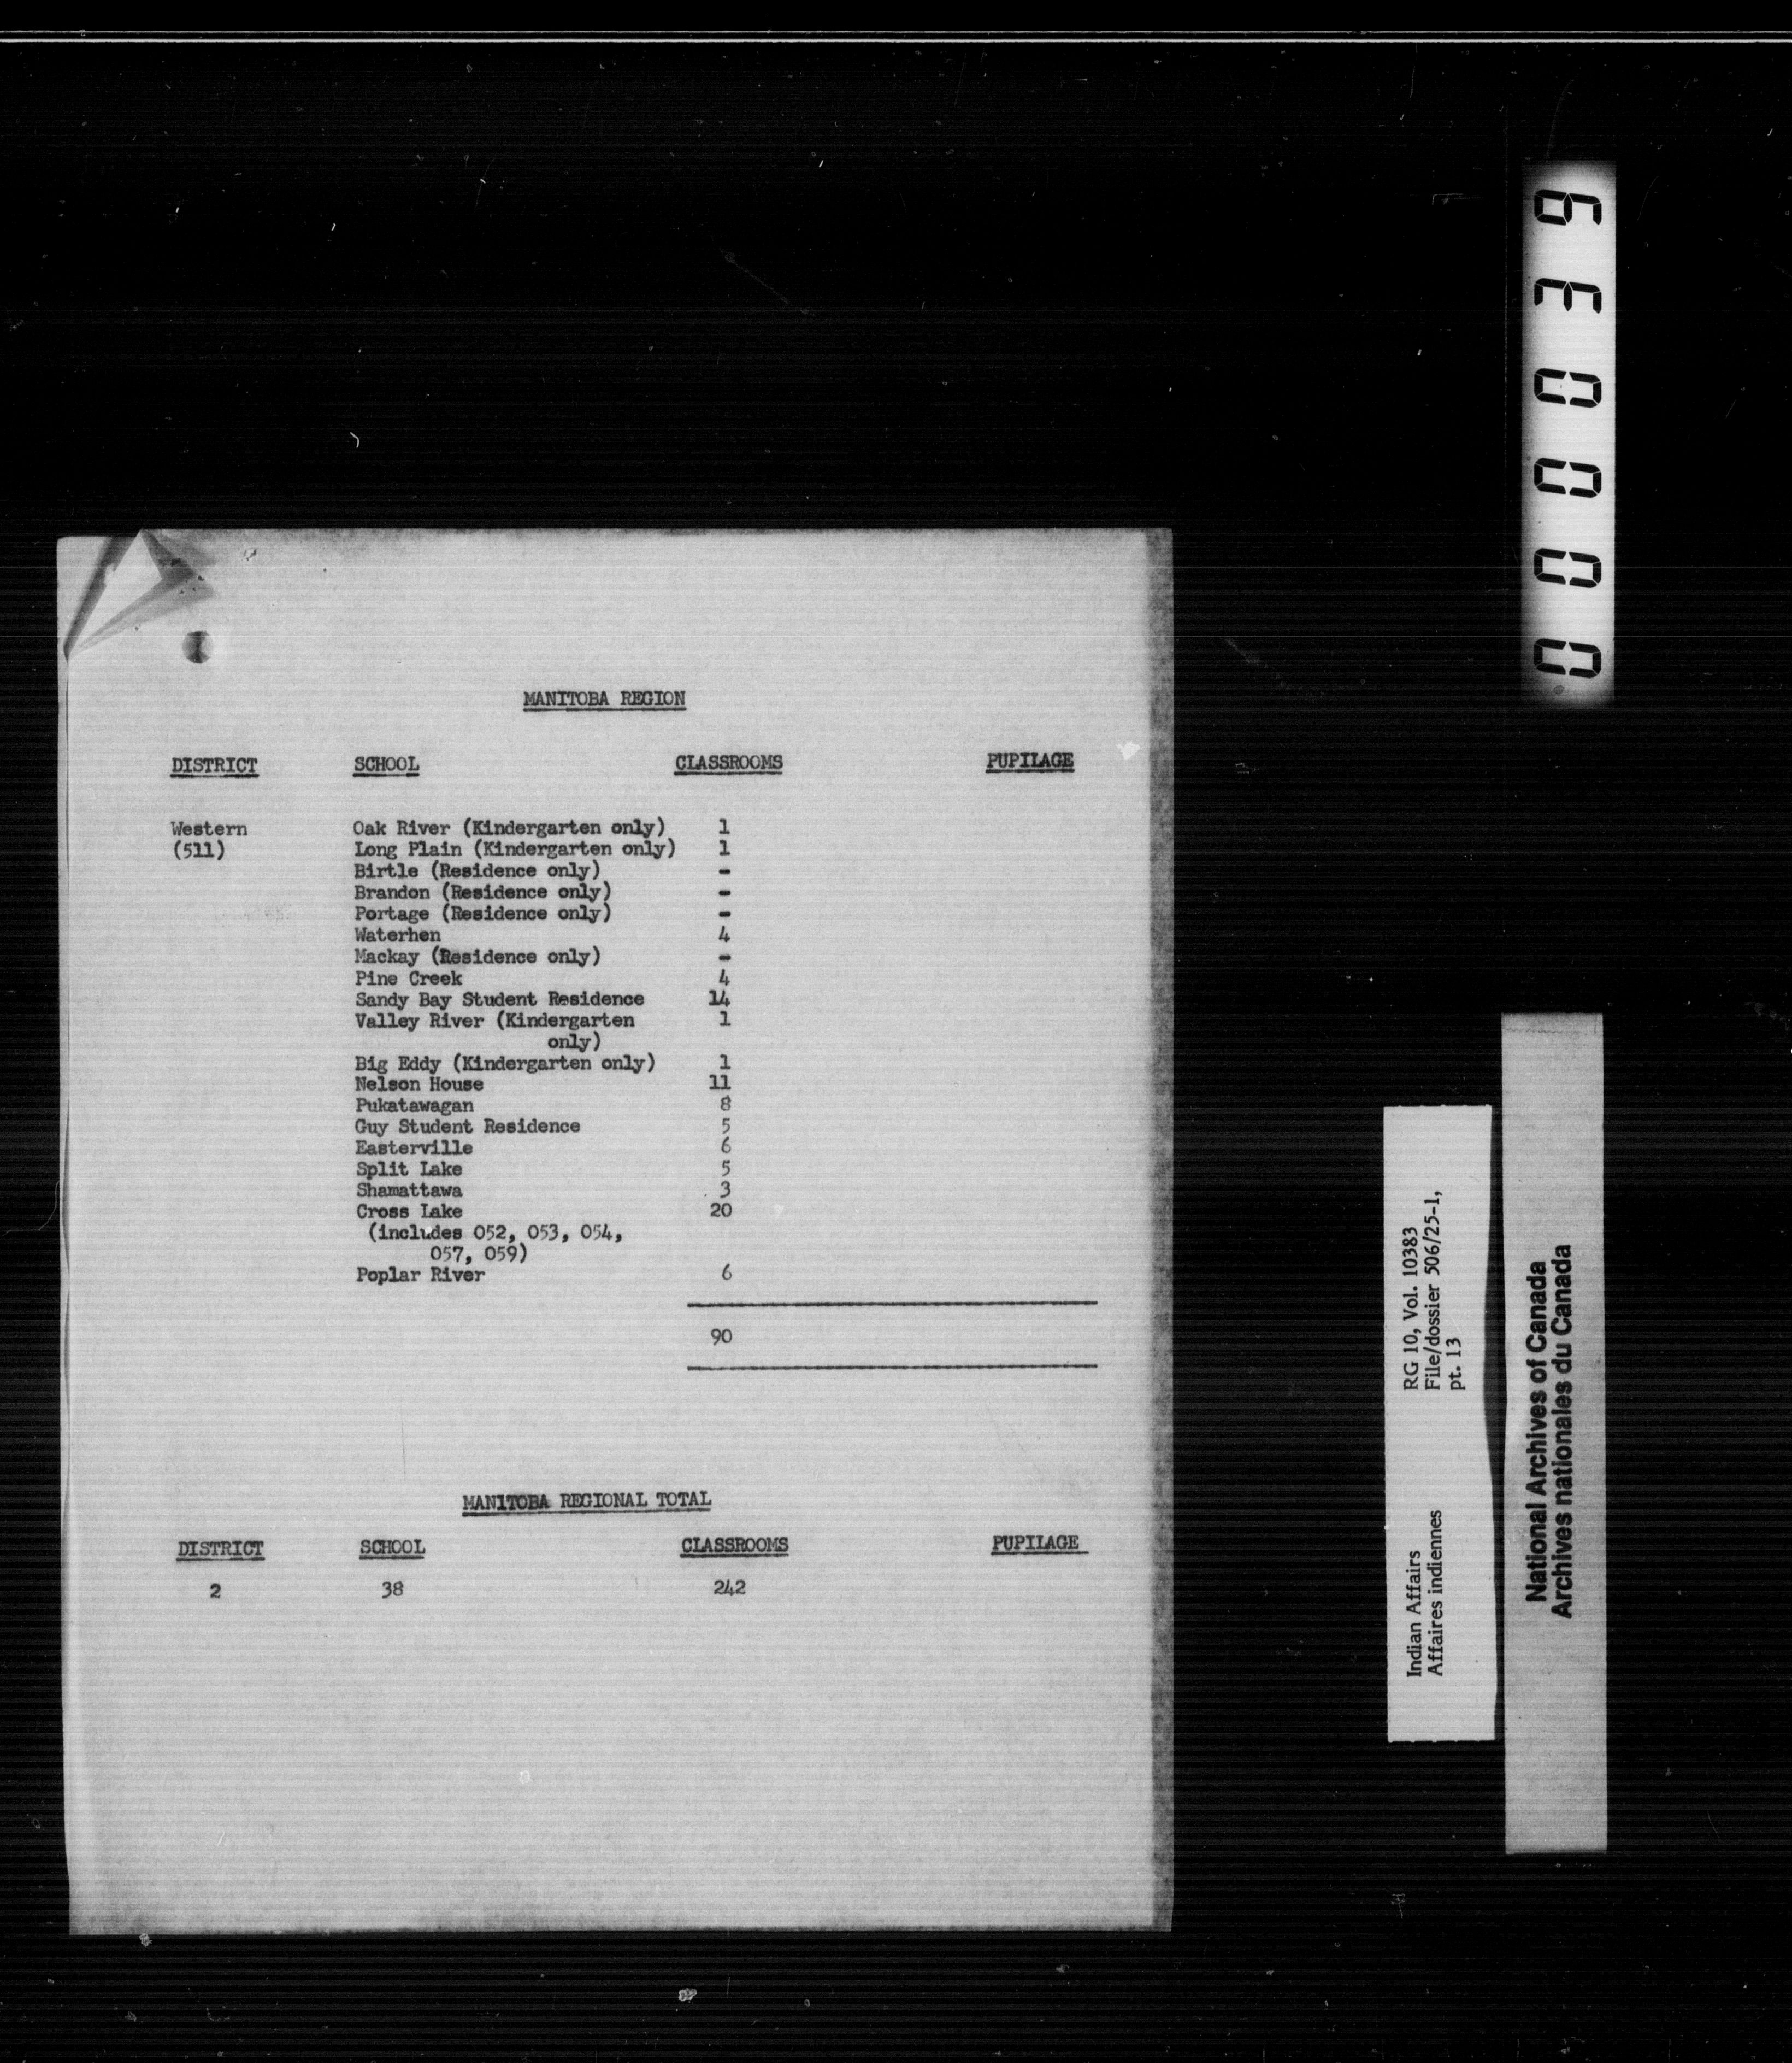 MANITOBA REGION
DISTRICT SCHOOL CLASSROOMS PUPILAGE
Western Oak River (Kindergarten only) 1
(511) Long Plain (Kindergarten only) 1
Birtle (Residence only) -
Brandon (Residence only) -
Portage (Residence only) -
Waterhen 4
Mackay (Residence only) -
Pine Creek 4
Sandy Bay Student Residence 14
Valley River (Kindergarten 1
only)
Big Eddy (Kindergarten only) 1
Nelson House 11
Pukatawagan 8
Guy Student Residence 5
Easterville 6
Split Lake 5
Shamattawa 3
Cross Lake 20
(includes 052, 053, 054,
057, 059)
Poplar River 6
90
MANITOBA REGIONAL TOTAL
DISTRICT SCHOOL CLASSROOMS PUPILAGE
2 38 242
000039
Indian Affairs RG 10, Vol. 10383
Affaires indiennes File/dossier 506/25-1,
pt. 13
National Archives of Canada
Archives nationales du Canada